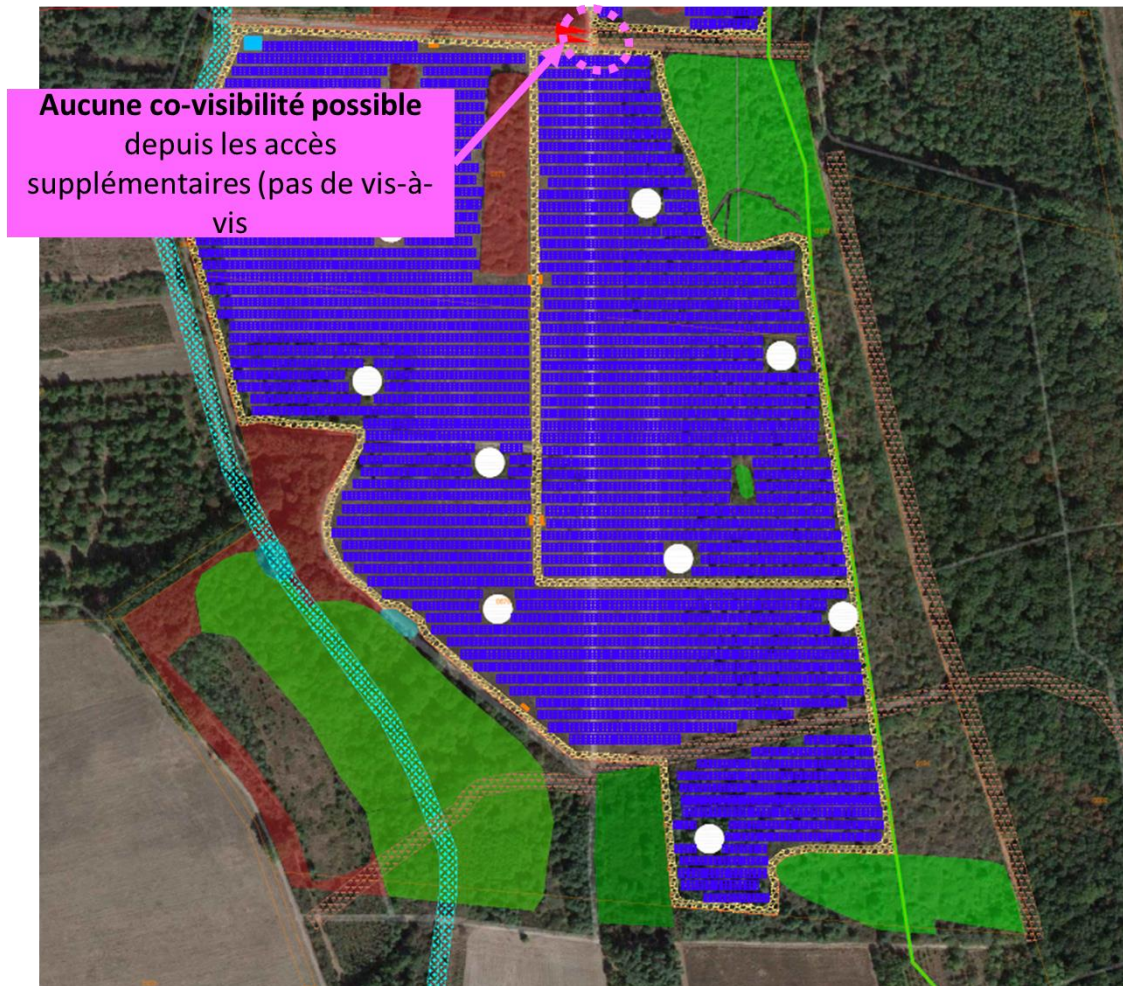 Aucune co-visibilité possible
depuis les accès
supplémentaires (pas de vis-à-
vis